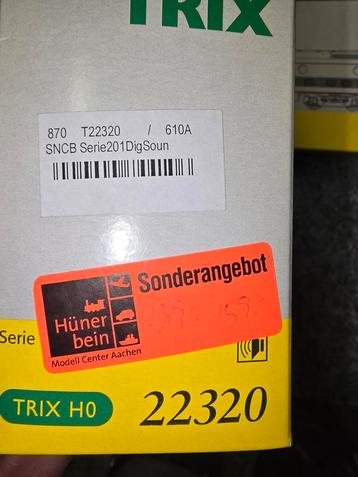 TRIX
870 T22320 / 610A
SNCB Serie201DigSoun
Sonderangebot
Hüner
bein
Modell Center Aachen
Serie
TRIX H0
22320